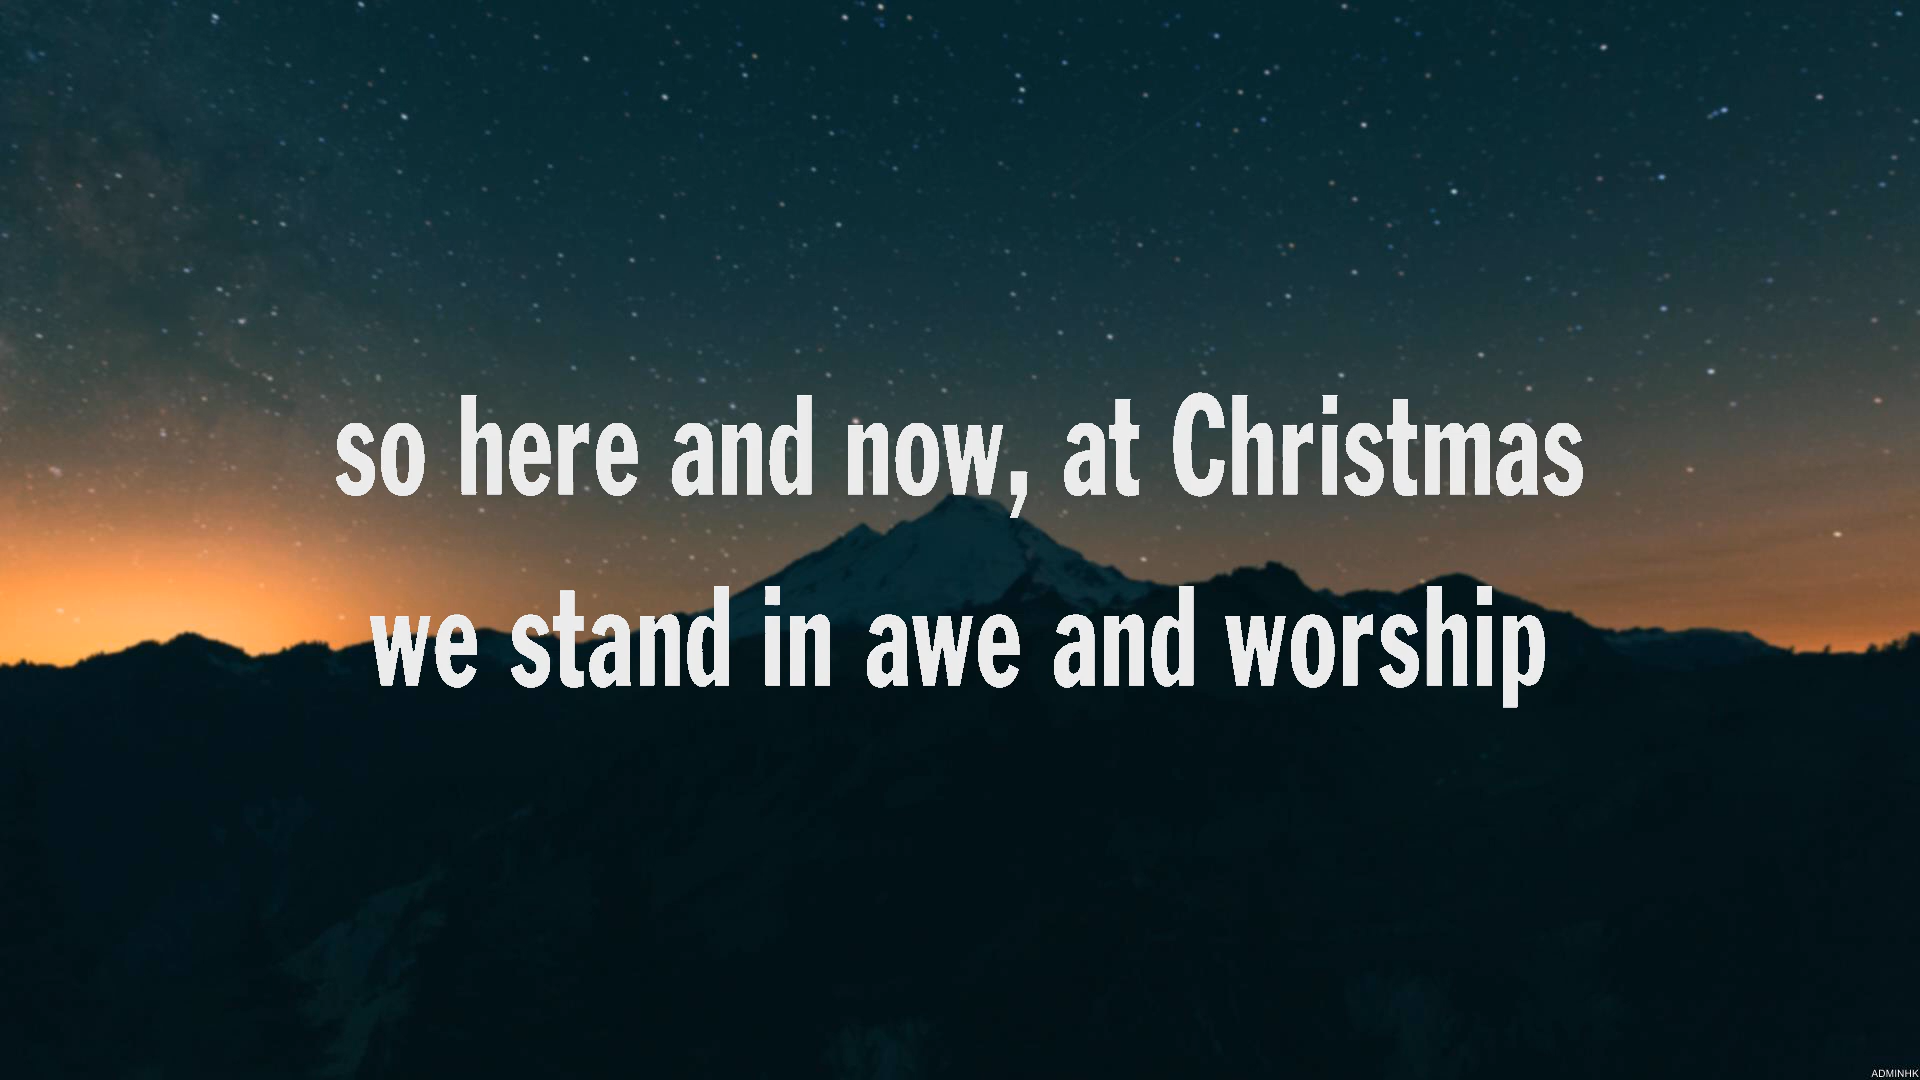 so here and now, at Christmas
we stand in awe and worship
ADMINHK